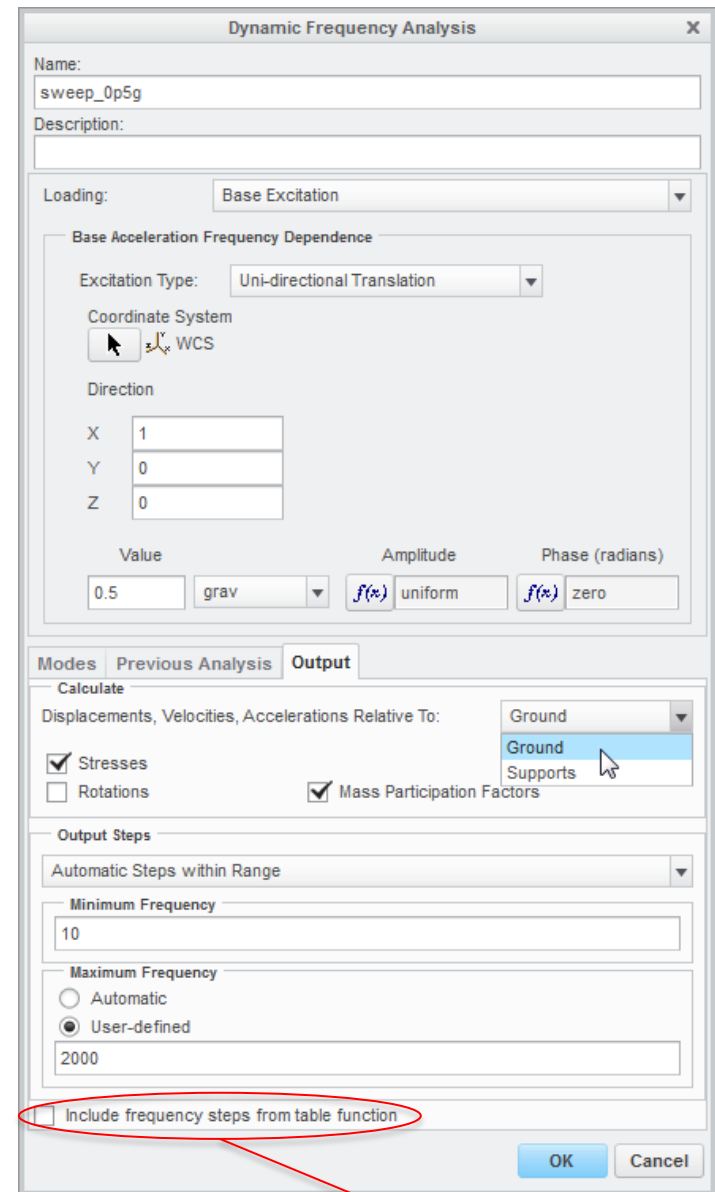 Dynamic Frequency Analysis x
Name:
sweep_0p5g
Description:
Loading: Base Excitation
Base Acceleration Frequency Dependence
Excitation Type: Uni-directional Translation
Coordinate System
WCS
Direction
X 1
Y 0
Z 0
Value Amplitude Phase (radians)
0.5 grav f(x) uniform f(x) zero
Modes Previous Analysis Output
Calculate
Displacements, Velocities, Accelerations Relative To: Ground
Ground
Stresses
Supports
Rotations Mass Participation Factors
Output Steps
Automatic Steps within Range
Minimum Frequency
10
Maximum Frequency
Automatic
User-defined
2000
Include frequency steps from table function
OK Cancel